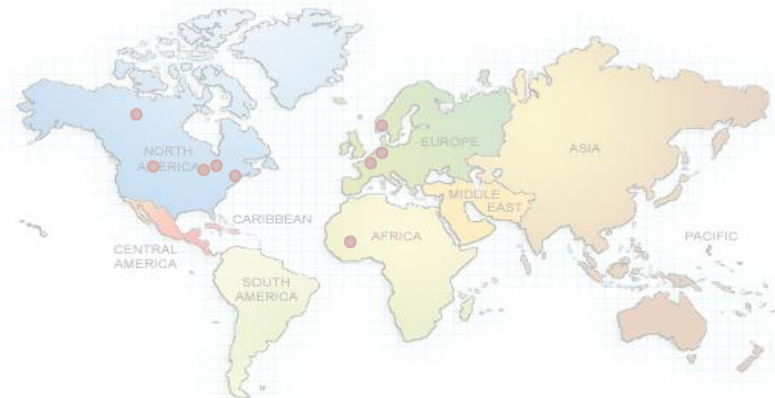 NORTH
AMERICA
EUROPE
ASIA
MIDDLE
EAST
CARIBBEAN
AFRICA
PACIFIC
CENTRAL
AMERICA
SOUTH
AMERICA